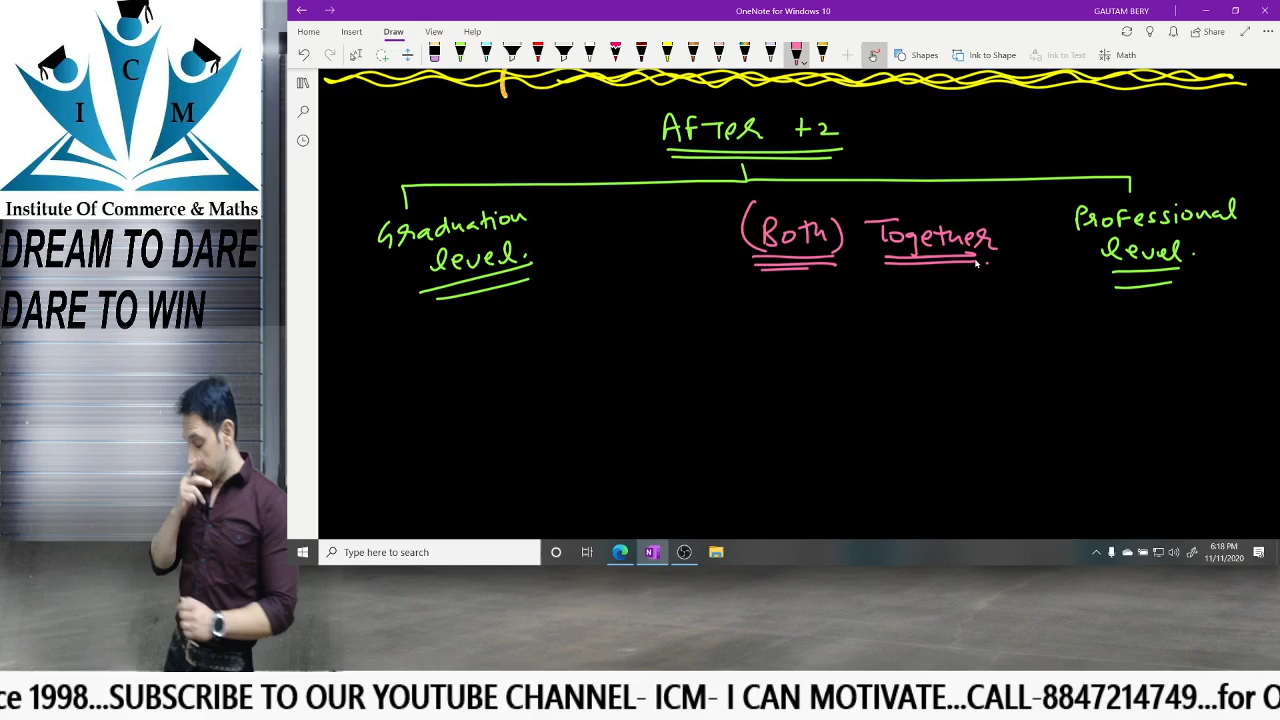 OneNote for Windows 10
GAUTAM BERY
Home Insert Draw View Help
Share
Shapes
Ink to Shape
Ink to Text
Math
I C M
Institute Of Commerce & Maths
DREAM TO DARE
DARE TO WIN
After +2
Graduation
level.
(Both) Together
Professional
level.
Type here to search
6:18 PM
11/11/2020
ce 1998...SUBSCRIBE TO OUR YOUTUBE CHANNEL- ICM- I CAN MOTIVATE...CALL-8847214749...for O